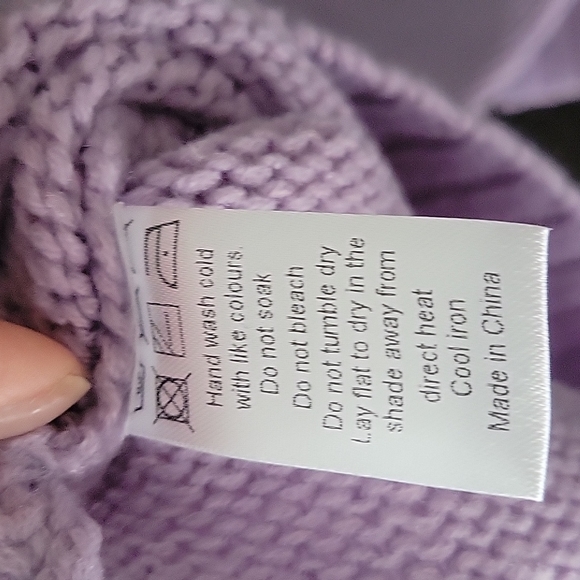 Hand wash cold
with like colours.
Do not soak
Do not bleach
Do not tumble dry
Lay flat to dry in the
shade away from
direct heat
Cool iron
Made in China